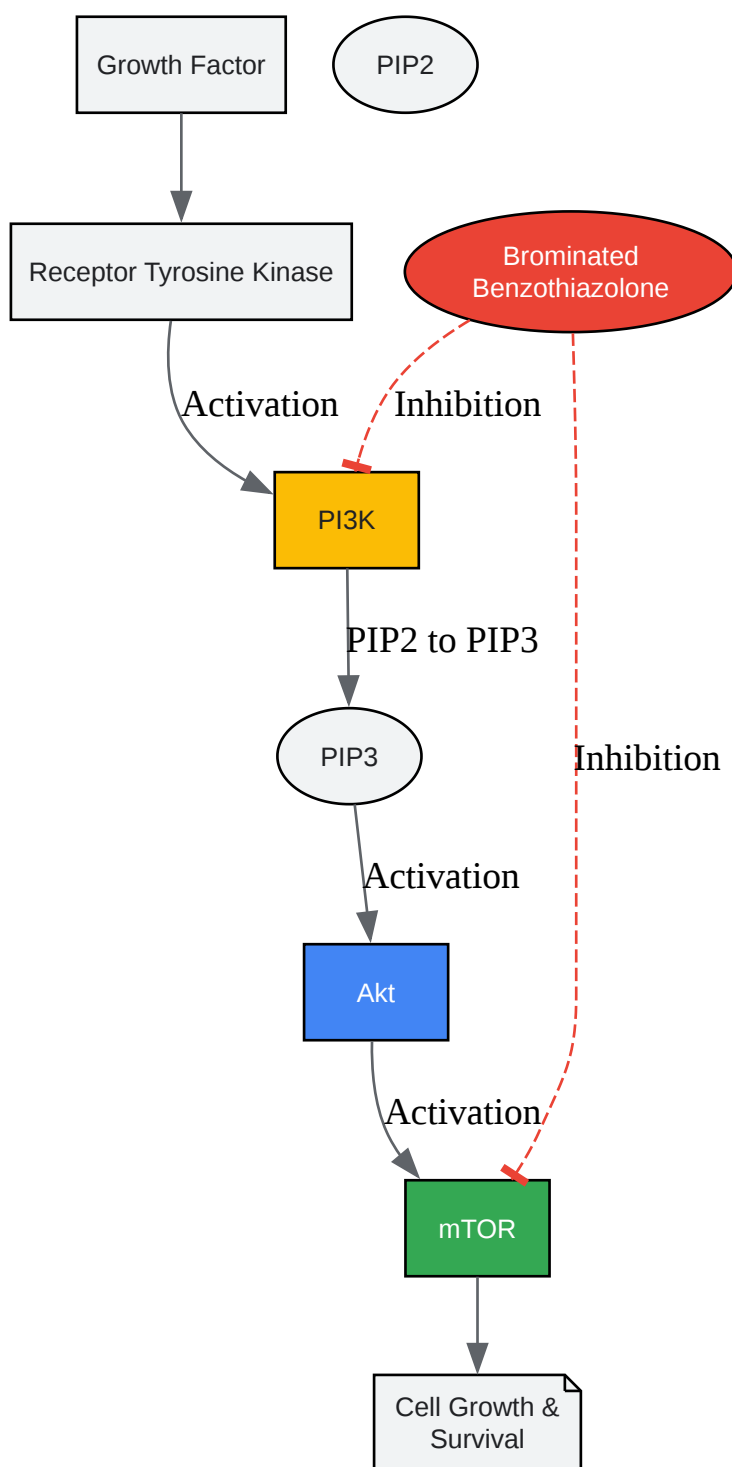 Growth Factor
PIP2
Receptor Tyrosine Kinase
Brominated
Benzothiazolone
Activation
Inhibition
PI3K
PIP2 to PIP3
PIP3
Inhibition
Activation
Akt
Activation
mTOR
Cell Growth &
Survival